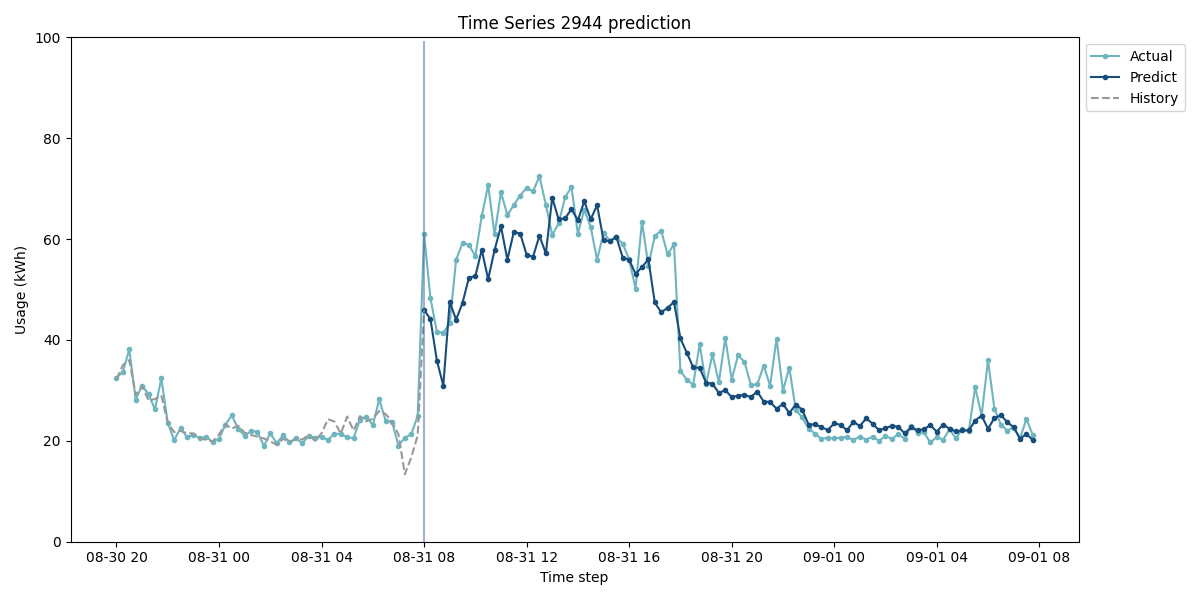 Time Series 2944 prediction
100
80
60
40
20
0
Usage (kWh)
08-30 20
08-31 00
08-31 04
08-31 08
08-31 12
08-31 16
08-31 20
09-01 00
09-01 04
09-01 08
Time step
Actual
Predict
History